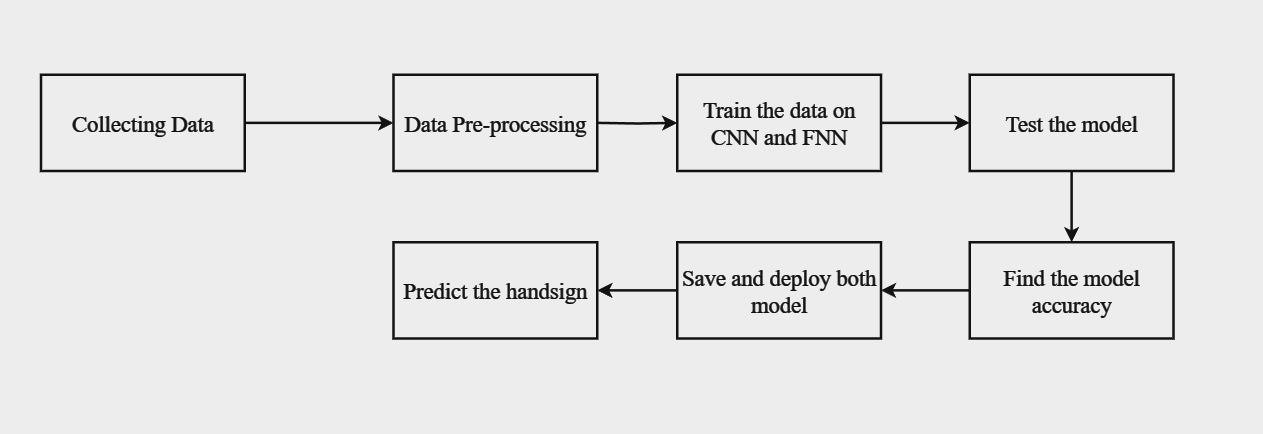 Collecting Data
Data Pre-processing
Train the data on
CNN and FNN
Test the model
Find the model
accuracy
Save and deploy both
model
Predict the handsign